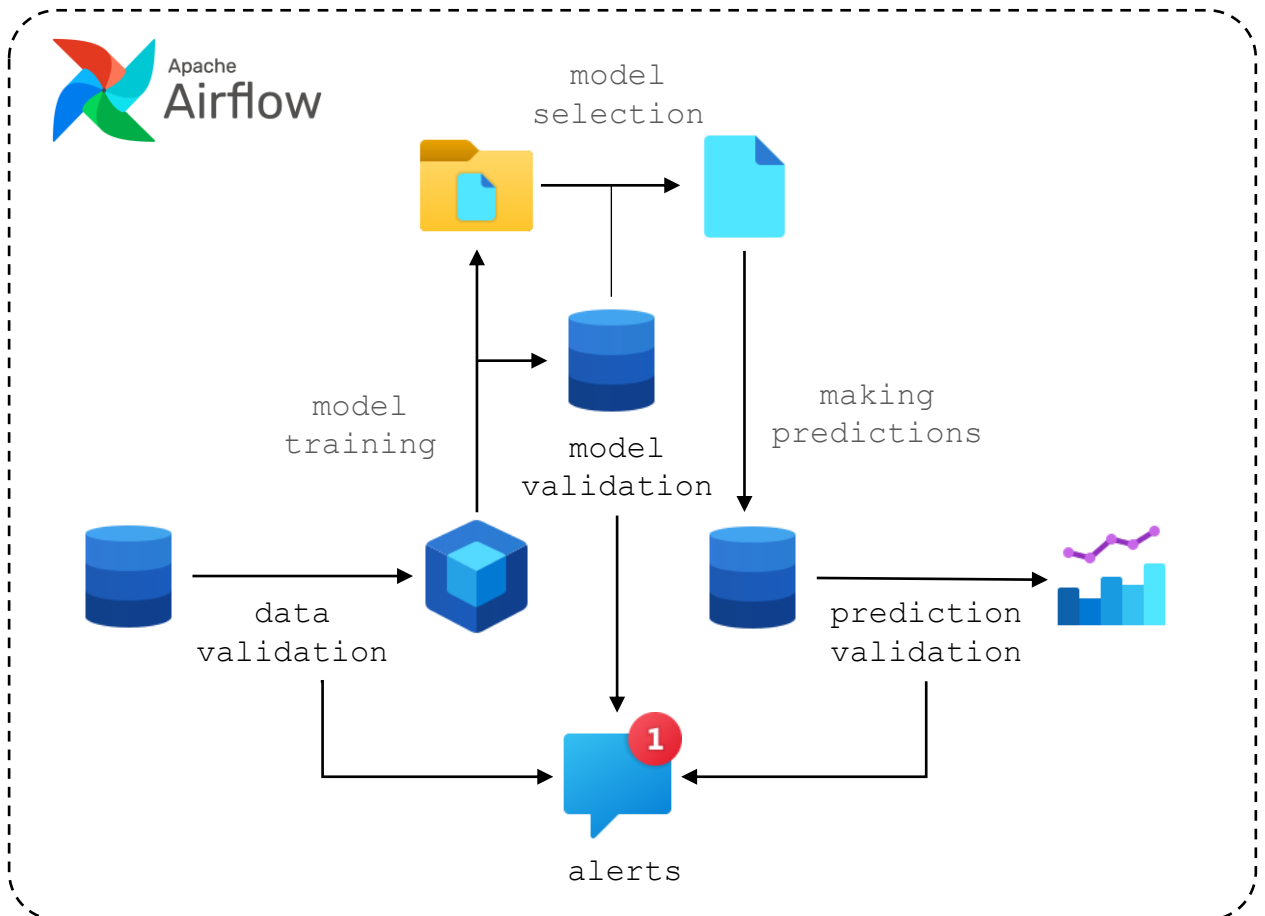 Apache
Airflow
model
selection
model
training
making
predictions
model
validation
data
validation
prediction
validation
1
alerts